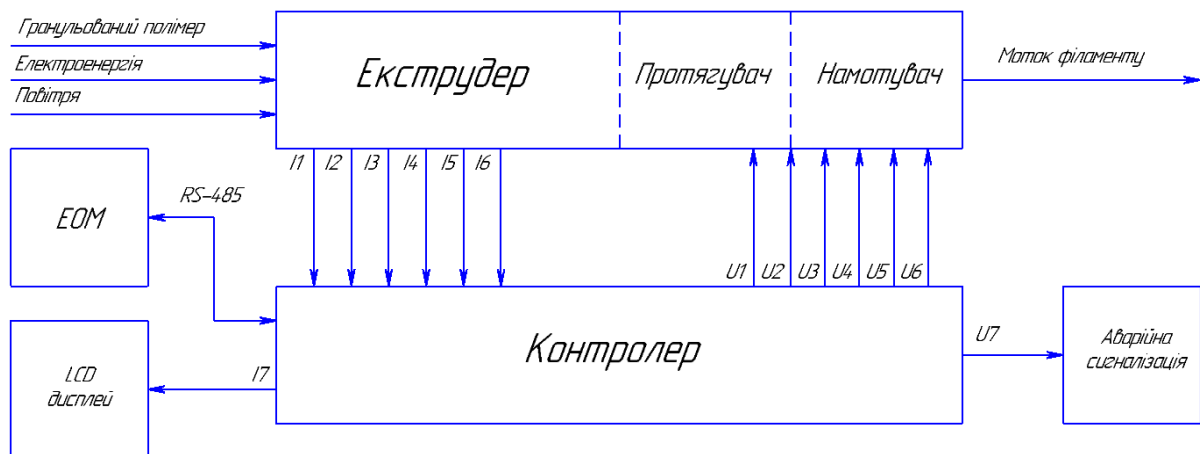 Гранульований полімер
Електроенергія
Повітря
Екструдер
Протягувач
Намотувач
Моток філаменту
I1
I2
I3
I4
I5
I6
ЕОМ
RS-485
U1
U2
U3
U4
U5
U6
Контролер
U7
Аварійна
сигналізація
I7
LCD
дисплей